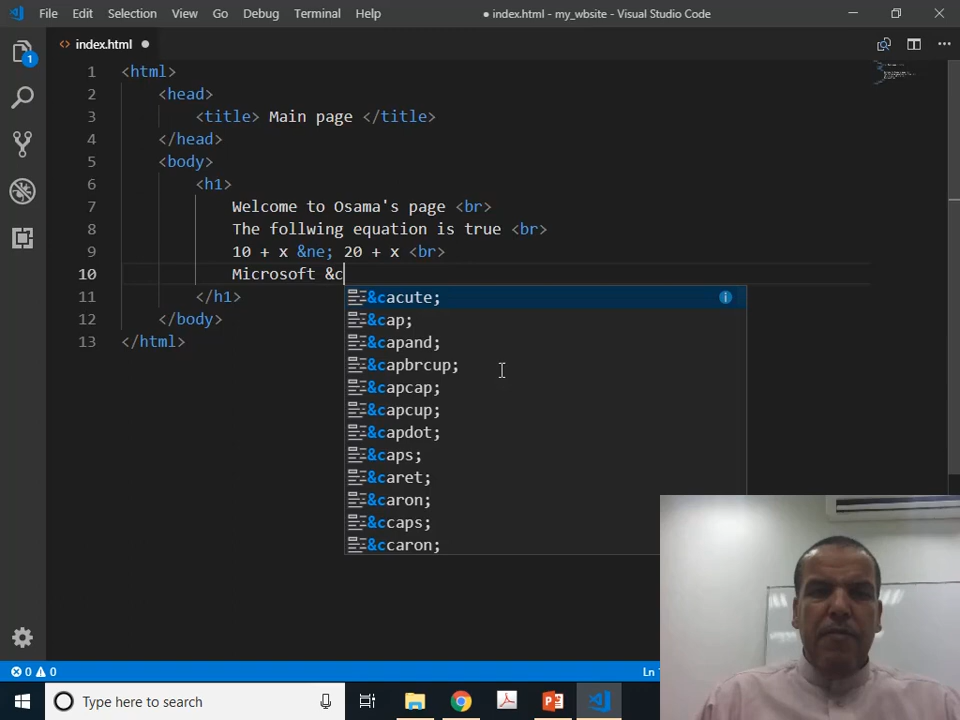 File Edit Selection View Go Debug Terminal Help ● index.html - my_wbsite - Visual Studio Code
1
<> index.html ●
1 <html>
2 <head>
3 <title> Main page </title>
4 </head>
5 <body>
6 <h1>
7 Welcome to Osama's page <br>
8 The follwing equation is true <br>
9 10 + x &ne; 20 + x <br>
10 Microsoft &c
11 </h1>
12 </body>
13 </html>
&cacute;
&cap;
&capand;
&capbrcup;
&capcap;
&capcup;
&capdot;
&caps;
&caret;
&caron;
&ccaps;
&ccaron;
0 0
Type here to search